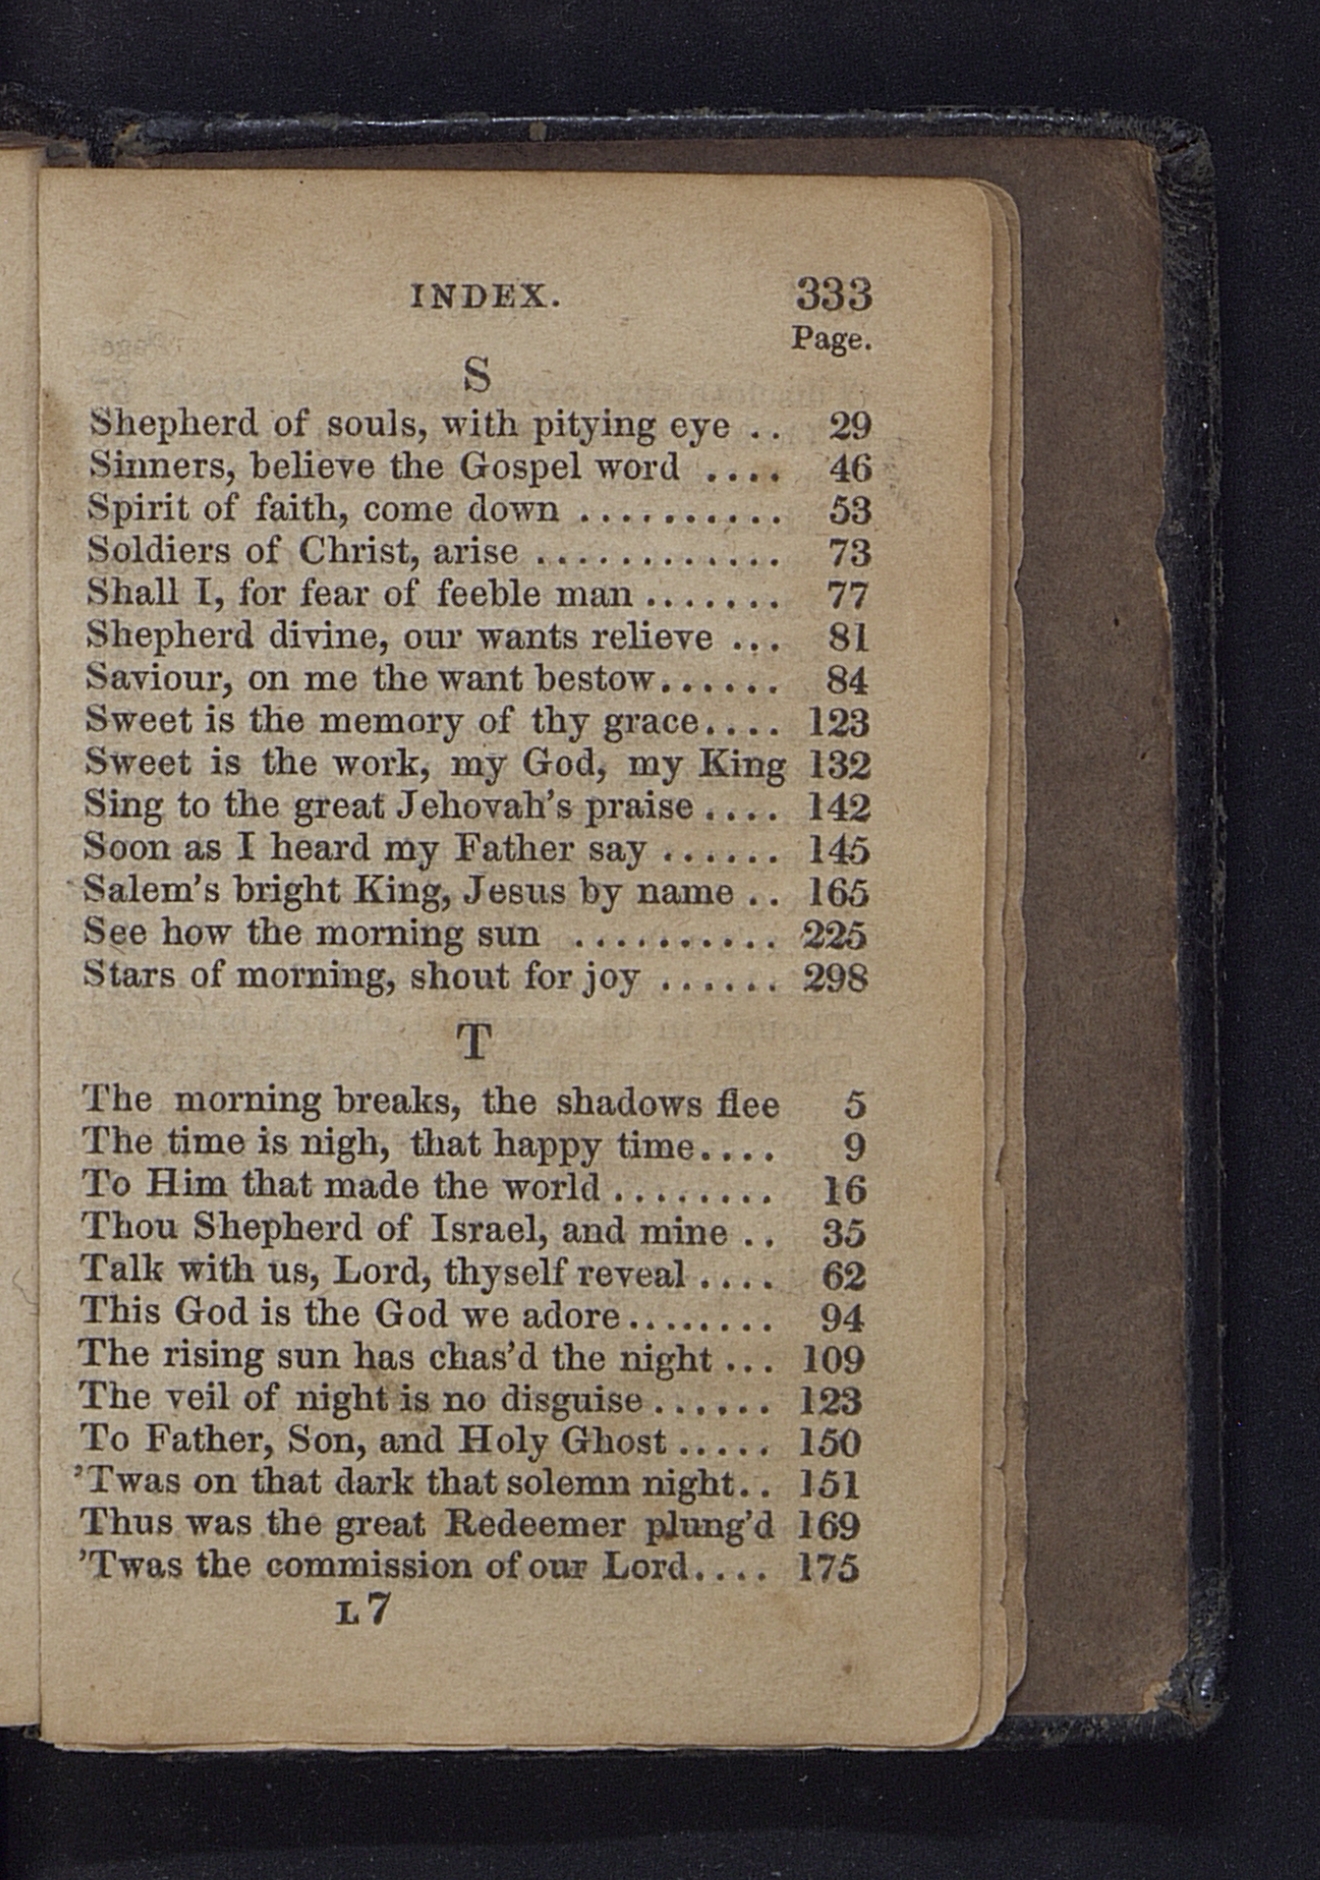 INDEX. 333
Page.
S
Shepherd of souls, with pitying eye .. 29
Sinners, believe the Gospel word .... 46
Spirit of faith, come down .......... 53
Soldiers of Christ, arise ............ 73
Shall I, for fear of feeble man ....... 77
Shepherd divine, our wants relieve ... 81
Saviour, on me the want bestow...... 84
Sweet is the memory of thy grace.... 123
Sweet is the work, my God, my King 132
Sing to the great Jehovah's praise .... 142
Soon as I heard my Father say ...... 145
Salem's bright King, Jesus by name .. 165
See how the morning sun .......... 225
Stars of morning, shout for joy ...... 298
T
The morning breaks, the shadows flee 5
The time is nigh, that happy time.... 9
To Him that made the world ........ 16
Thou Shepherd of Israel, and mine .. 35
Talk with us, Lord, thyself reveal .... 62
This God is the God we adore........ 94
The rising sun has chas'd the night ... 109
The veil of night is no disguise ...... 123
To Father, Son, and Holy Ghost ..... 150
'Twas on that dark that solemn night.. 151
Thus was the great Redeemer plung'd 169
'Twas the commission of our Lord.... 175
L 7